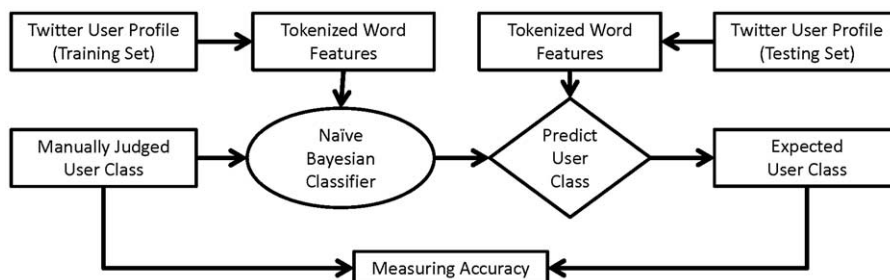 Twitter User Profile
(Training Set)
Tokenized Word
Features
Tokenized Word
Features
Twitter User Profile
(Testing Set)
Manually Judged
User Class
Naïve
Bayesian
Classifier
Predict
User
Class
Expected
User Class
Measuring Accuracy